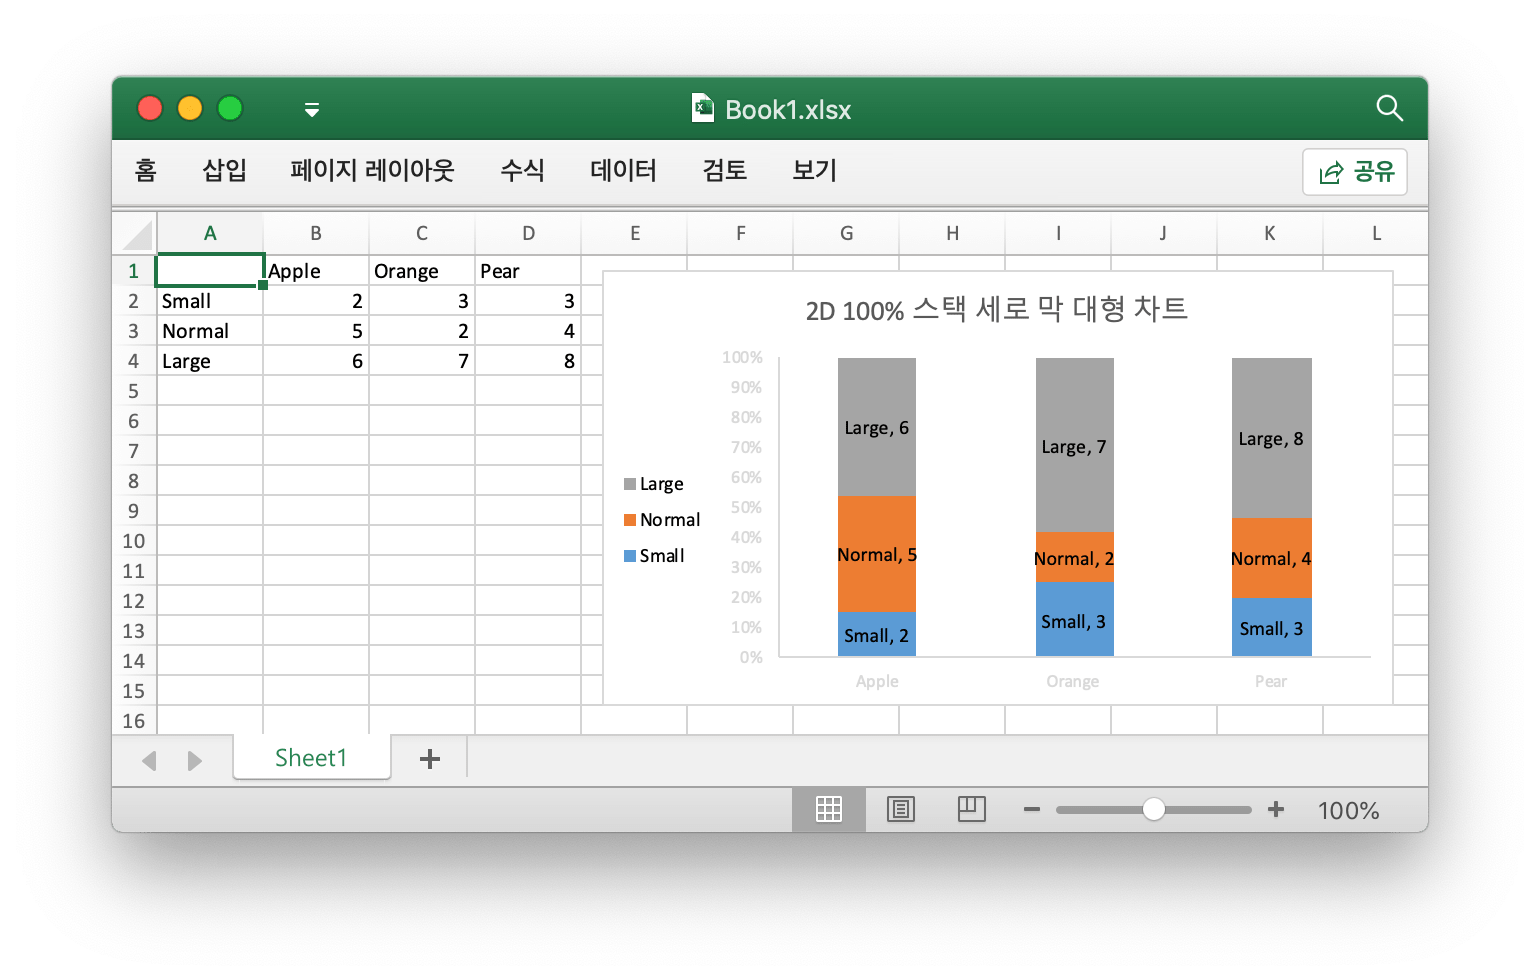 Book1.xlsx
홈 삽입 페이지 레이아웃 수식 데이터 검토 보기 공유
A B C D E F G H I J K L
1 Apple Orange Pear
2 Small 2 3 3
3 Normal 5 2 4
4 Large 6 7 8
5
6
7
8
9
10
11
12
13
14
15
16
2D 100% 스택 세로 막 대형 차트
100%
90%
80%
70%
60%
50%
40%
30%
20%
10%
0%
Large
Normal
Small
Large, 6
Normal, 5
Small, 2
Large, 7
Normal, 2
Small, 3
Large, 8
Normal, 4
Small, 3
Apple Orange Pear
Sheet1
100%